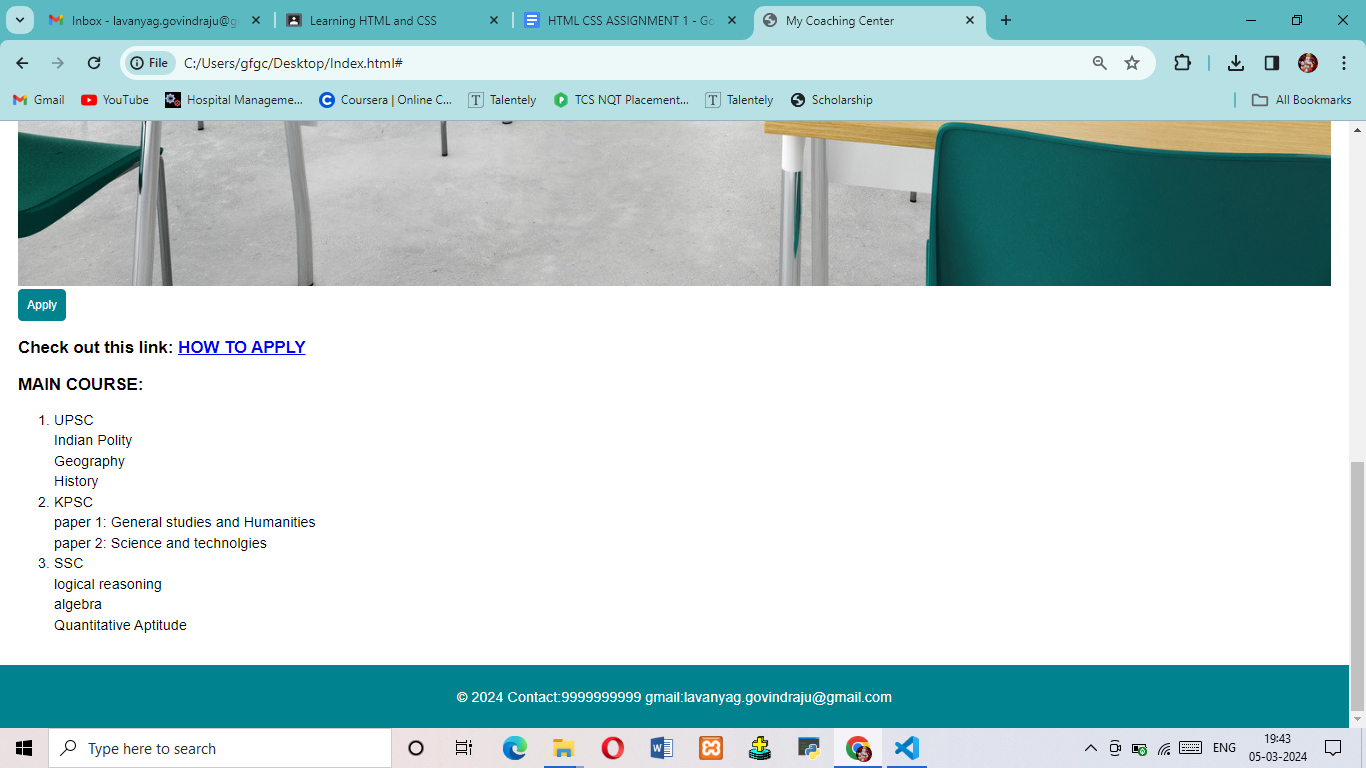 Inbox - lavanyag.govindraju@g
Learning HTML and CSS
HTML CSS ASSIGNMENT 1 - Go
My Coaching Center
File C:/Users/gfgc/Desktop/Index.html#
Gmail YouTube Hospital Manageme... Coursera | Online C... Talentely TCS NQT Placement... Talentely Scholarship All Bookmarks
Apply
Check out this link: HOW TO APPLY
MAIN COURSE:
1. UPSC
Indian Polity
Geography
History
2. KPSC
paper 1: General studies and Humanities
paper 2: Science and technolgies
3. SSC
logical reasoning
algebra
Quantitative Aptitude
© 2024 Contact:9999999999 gmail:lavanyag.govindraju@gmail.com
Type here to search
ENG
19:43
05-03-2024